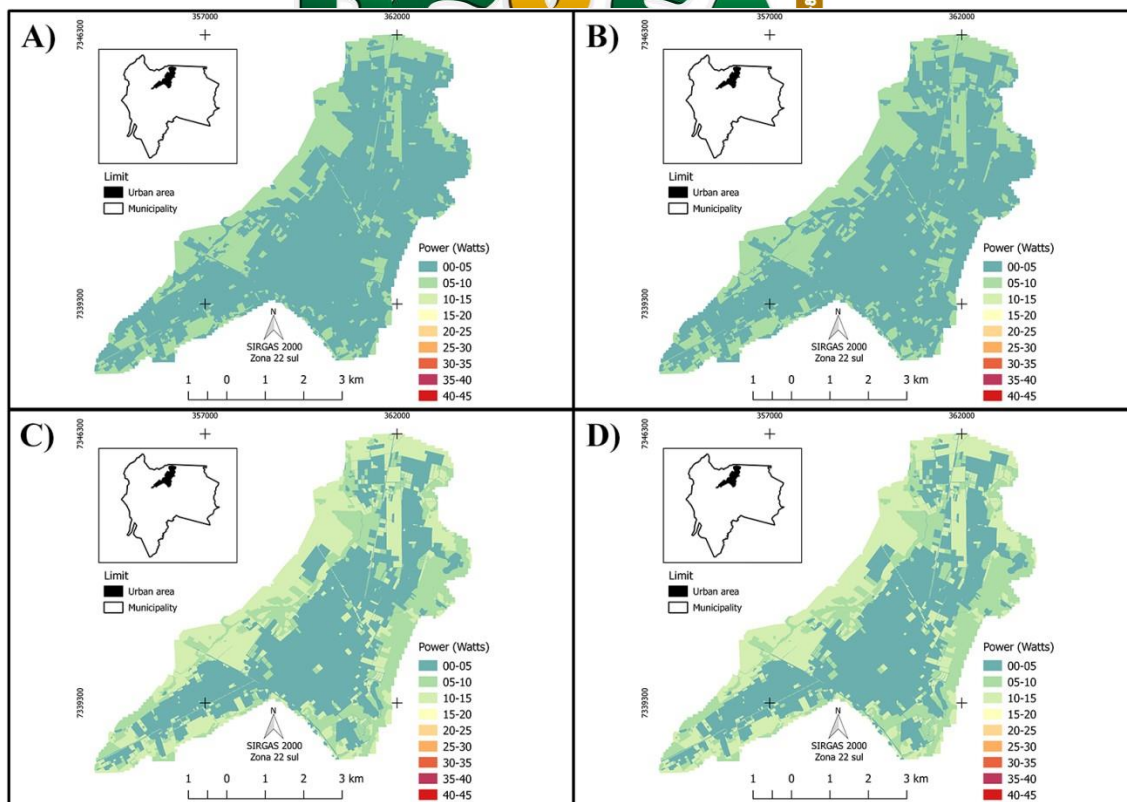 &
A)
357000
362000
7346300
Limit
Urban area
Municipality
Power (Watts)
00-05
05-10
10-15
15-20
20-25
25-30
30-35
35-40
40-45
7339300
N
SIRGAS 2000
Zona 22 sul
1 0 1 2 3 km
B)
357000
362000
7346300
Limit
Urban area
Municipality
Power (Watts)
00-05
05-10
10-15
15-20
20-25
25-30
30-35
35-40
40-45
7339300
N
SIRGAS 2000
Zona 22 sul
1 0 1 2 3 km
C)
357000
362000
7346300
Limit
Urban area
Municipality
Power (Watts)
00-05
05-10
10-15
15-20
20-25
25-30
30-35
35-40
40-45
7339300
N
SIRGAS 2000
Zona 22 sul
1 0 1 2 3 km
D)
357000
362000
7346300
Limit
Urban area
Municipality
Power (Watts)
00-05
05-10
10-15
15-20
20-25
25-30
30-35
35-40
40-45
7339300
N
SIRGAS 2000
Zona 22 sul
1 0 1 2 3 km